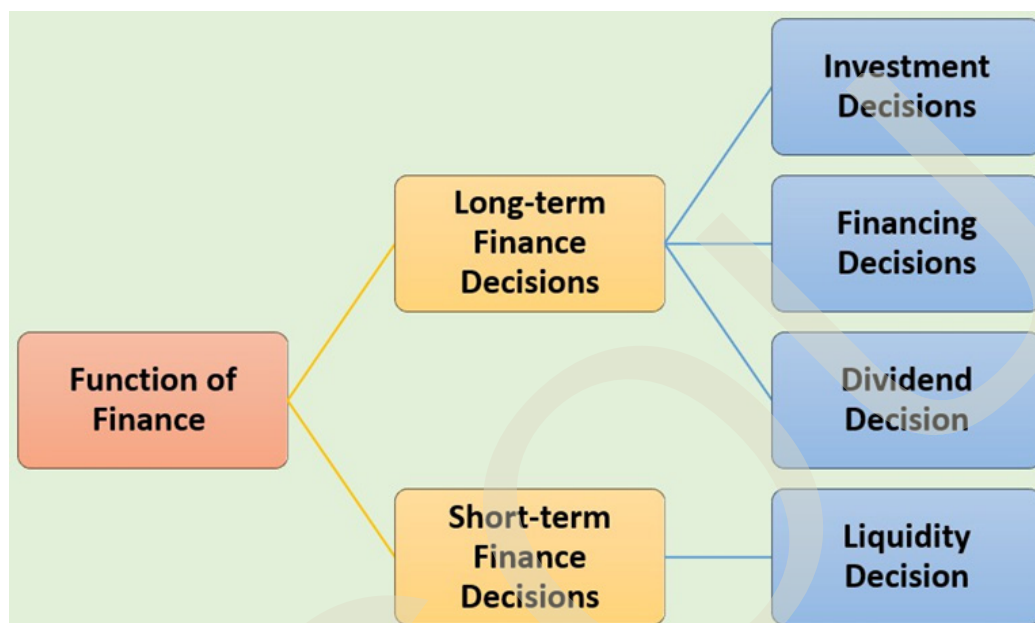 Function of
Finance
Long-term
Finance
Decisions
Investment
Decisions
Financing
Decisions
Dividend
Decision
Short-term
Finance
Decisions
Liquidity
Decision